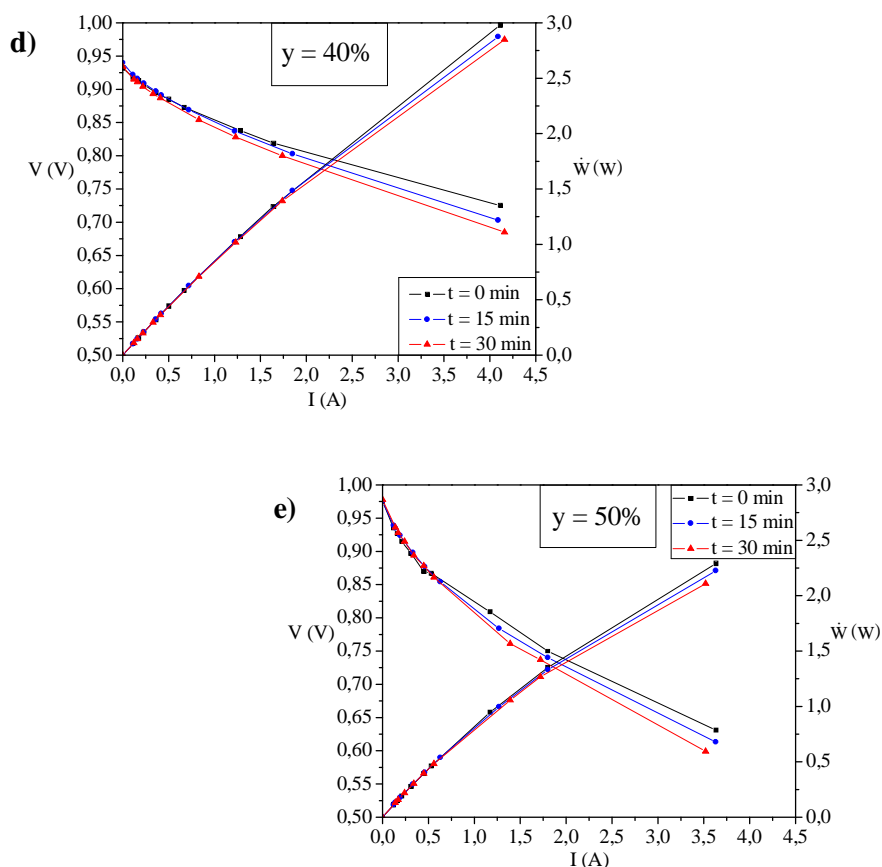 d)
y = 40%
1,00
0,95
0,90
0,85
0,80
0,75
0,70
0,65
0,60
0,55
0,50
V (V)
3,0
2,5
2,0
1,5
1,0
0,5
0,0
Ẇ (W)
t = 0 min
t = 15 min
t = 30 min
0,0 0,5 1,0 1,5 2,0 2,5 3,0 3,5 4,0 4,5
I (A)
e)
y = 50%
1,00
0,95
0,90
0,85
0,80
0,75
0,70
0,65
0,60
0,55
0,50
V (V)
t = 0 min
t = 15 min
t = 30 min
3,0
2,5
2,0
1,5
1,0
0,5
0,0
Ẇ (W)
0,0 0,5 1,0 1,5 2,0 2,5 3,0 3,5 4,0 4,5
I (A)